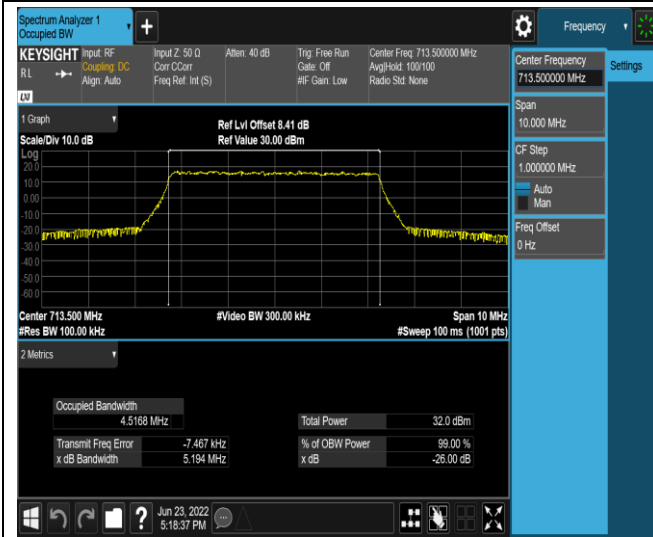 Spectrum Analyzer 1
Occupied BW
Frequency
KEYSIGHT
RL
LXI
Input: RF
Coupling: DC
Align: Auto
Input Z: 50 Ω
Corr CCorr
Freq Ref: Int (S)
Atten: 40 dB
Trig: Free Run
Gate: Off
#IF Gain: Low
Center Freq: 713.500000 MHz
Avg|Hold: 100/100
Radio Std: None
1 Graph
Scale/Div 10.0 dB
Ref Lvl Offset 8.41 dB
Ref Value 30.00 dBm
Log
20.0
10.0
0.00
-10.0
-20.0
-30.0
-40.0
-50.0
-60.0
Center 713.500 MHz
#Res BW 100.00 kHz
#Video BW 300.00 kHz
Span 10 MHz
#Sweep 100 ms (1001 pts)
2 Metrics
Occupied Bandwidth
4.5168 MHz
Total Power 32.0 dBm
Transmit Freq Error -7.467 kHz
% of OBW Power 99.00 %
x dB Bandwidth 5.194 MHz
x dB -26.00 dB
?
Jun 23, 2022
5:18:37 PM
Center Frequency
713.500000 MHz
Settings
Span
10.000 MHz
CF Step
1.000000 MHz
Auto
Man
Freq Offset
0 Hz